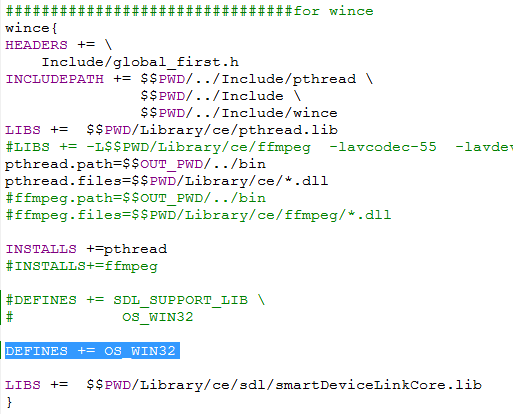 ################################for wince
wince{
HEADERS += \
    Include/global_first.h
INCLUDEPATH += $$PWD/../Include/pthread \
               $$PWD/../Include \
               $$PWD/../Include/wince
LIBS +=  $$PWD/Library/ce/pthread.lib
#LIBS += -L$$PWD/Library/ce/ffmpeg  -lavcodec-55  -lavdev
pthread.path=$$OUT_PWD/../bin
pthread.files=$$PWD/Library/ce/*.dll
#ffmpeg.path=$$OUT_PWD/../bin
#ffmpeg.files=$$PWD/Library/ce/ffmpeg/*.dll

INSTALLS +=pthread
#INSTALLS+=ffmpeg

#DEFINES += SDL_SUPPORT_LIB \
#            OS_WIN32

DEFINES += OS_WIN32

LIBS +=  $$PWD/Library/ce/sdl/smartDeviceLinkCore.lib
}